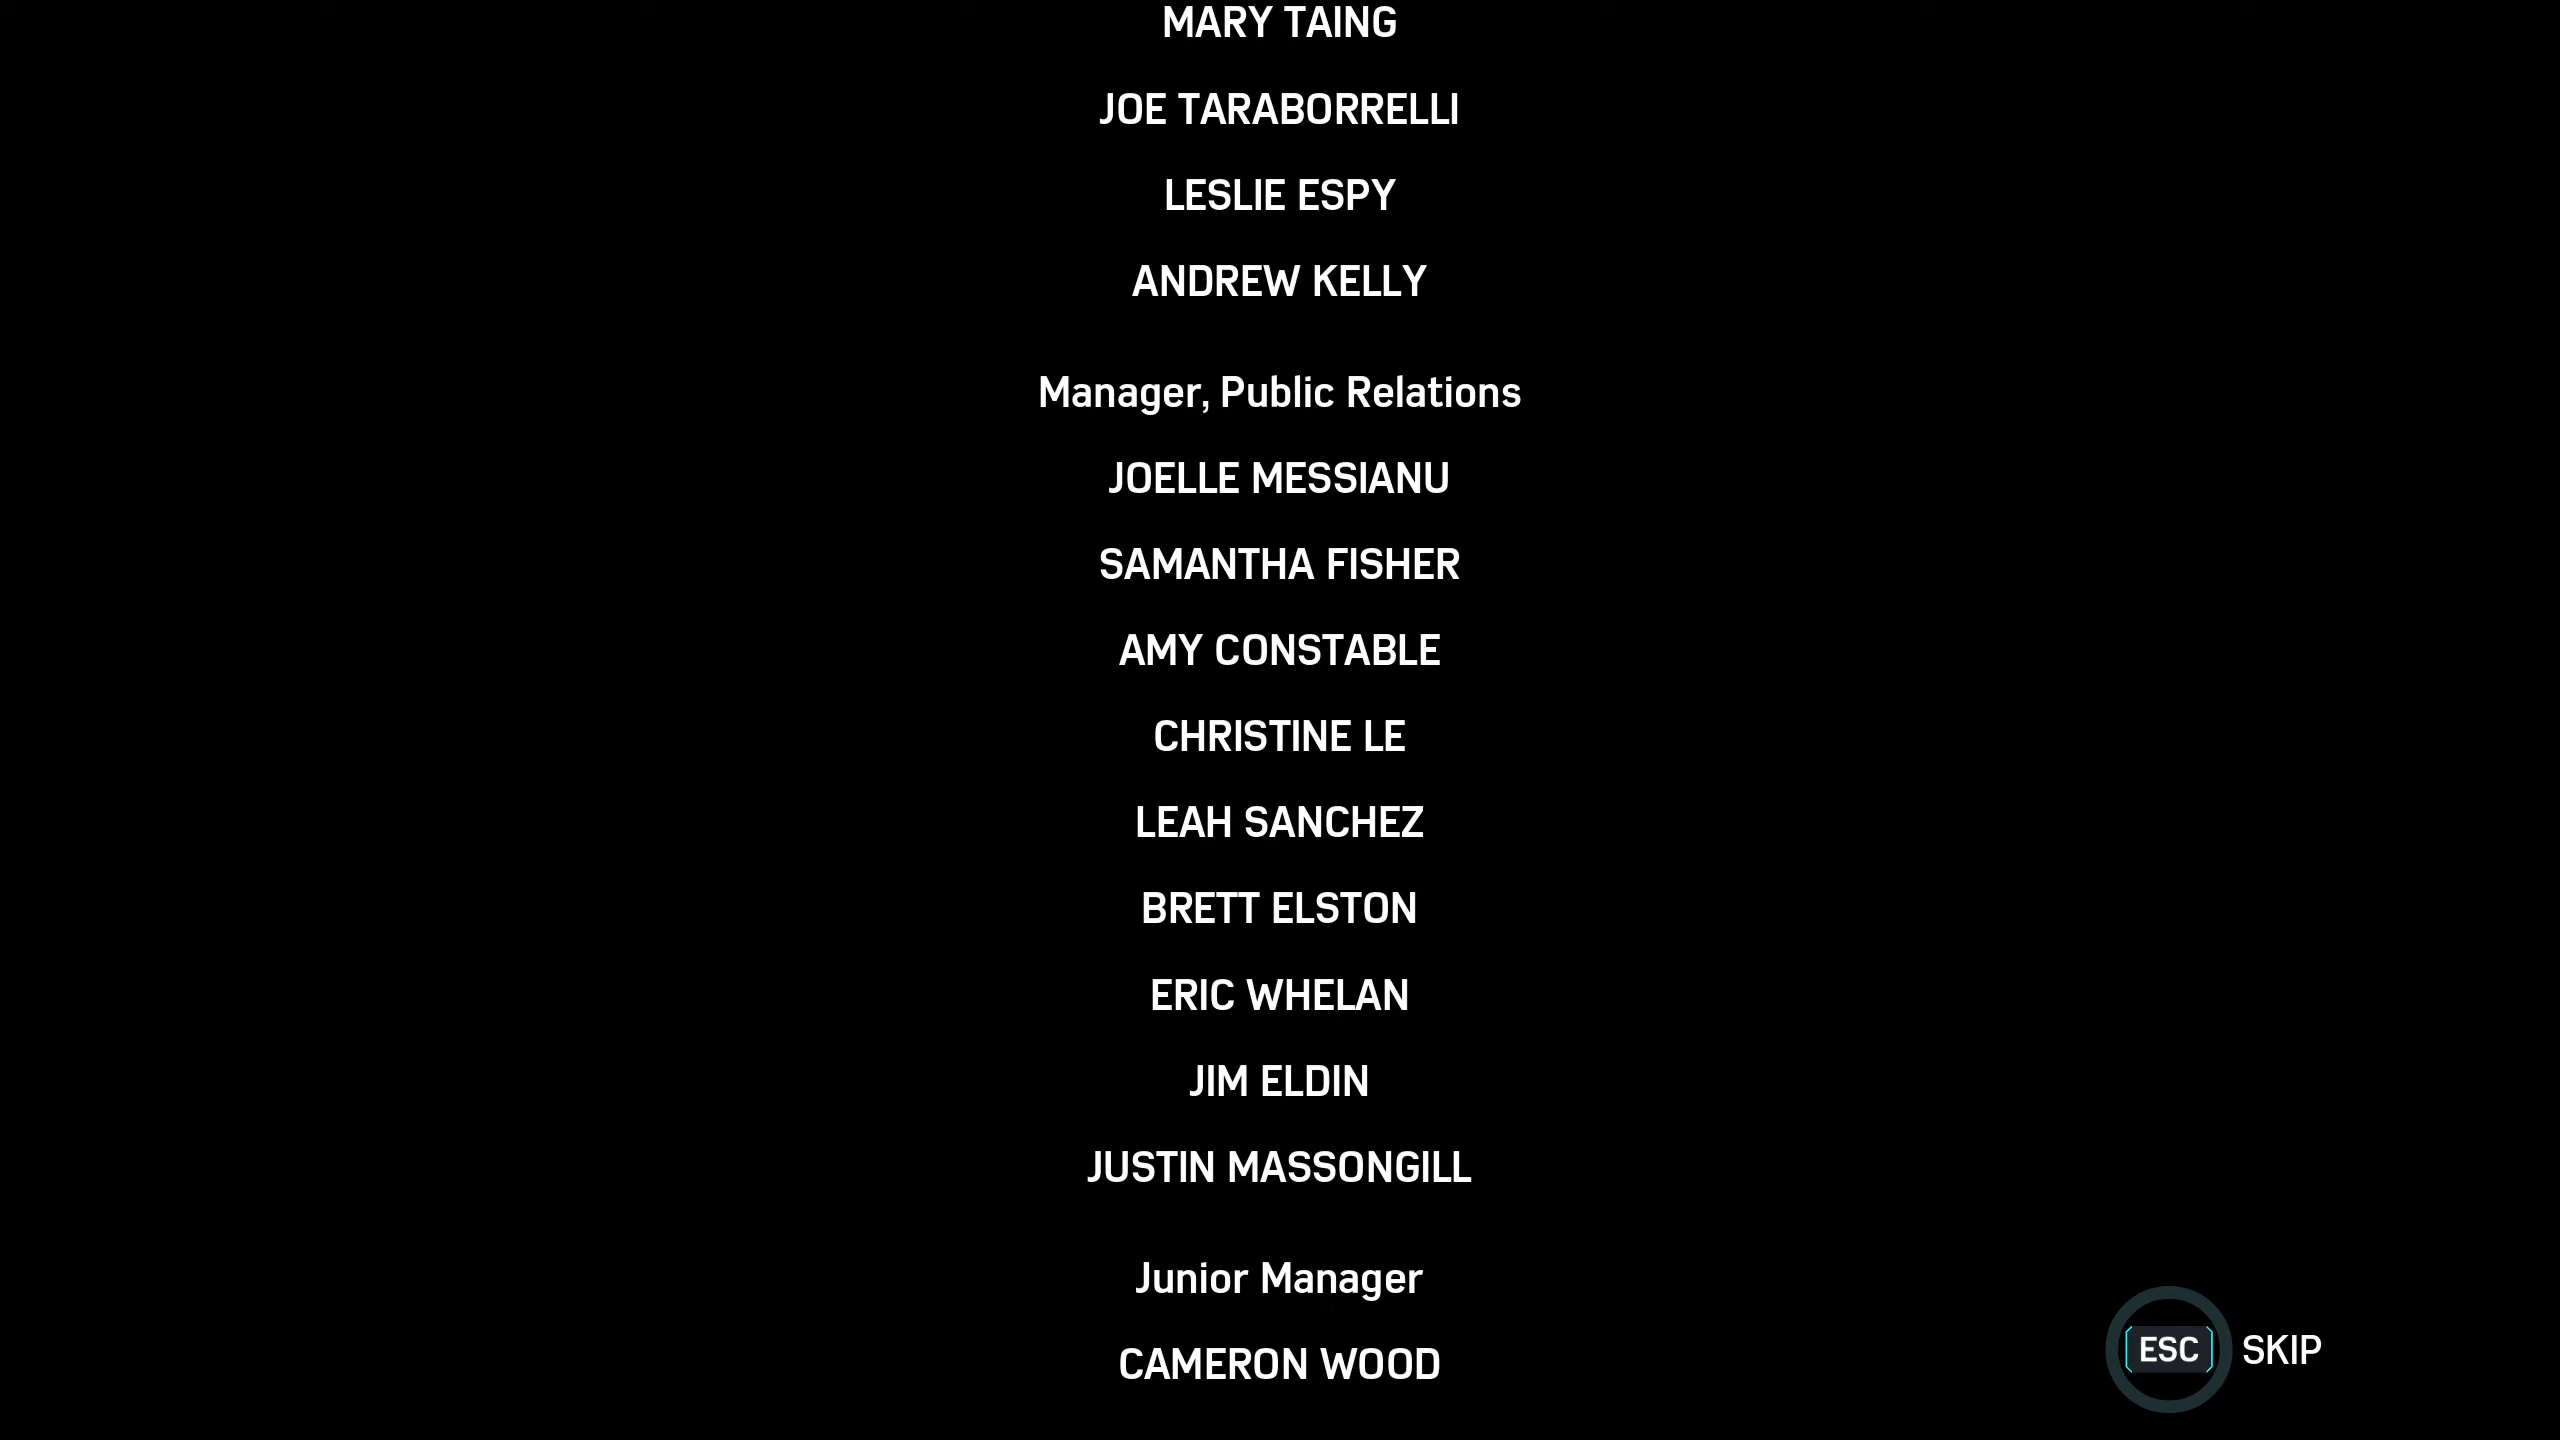 MARY TAING
JOE TARABORRELLI
LESLIE ESPY
ANDREW KELLY
Manager, Public Relations
JOELLE MESSIANU
SAMANTHA FISHER
AMY CONSTABLE
CHRISTINE LE
LEAH SANCHEZ
BRETT ELSTON
ERIC WHELAN
JIM ELDIN
JUSTIN MASSONGILL
Junior Manager
CAMERON WOOD
ESC SKIP